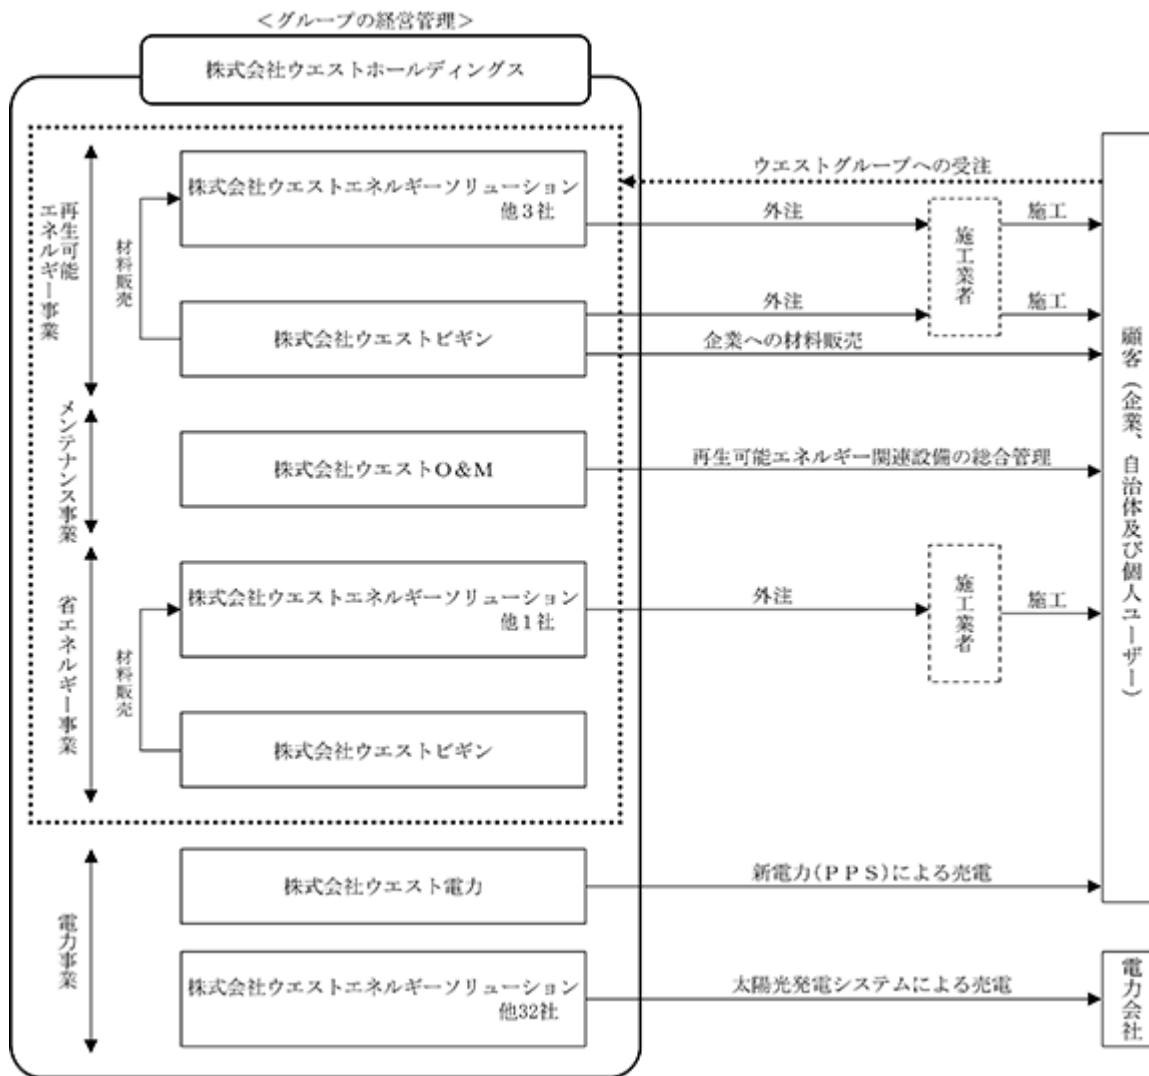 ＜グループの経営管理＞
株式会社ウエストホールディングス
再生可能
エネルギー事業
材料販売
株式会社ウエストエネルギーソリューション
他３社
株式会社ウエストビギン
ウエストグループへの受注
外注
施工業者
施工
外注
施工
企業への材料販売
メンテナンス事業
株式会社ウエストＯ＆Ｍ
再生可能エネルギー関連設備の総合管理
省エネルギー事業
材料販売
株式会社ウエストエネルギーソリューション
他１社
外注
施工業者
施工
株式会社ウエストビギン
電力事業
株式会社ウエスト電力
新電力（ＰＰＳ）による売電
顧客（企業、自治体及び個人ユーザー）
株式会社ウエストエネルギーソリューション
他32社
太陽光発電システムによる売電
電力会社